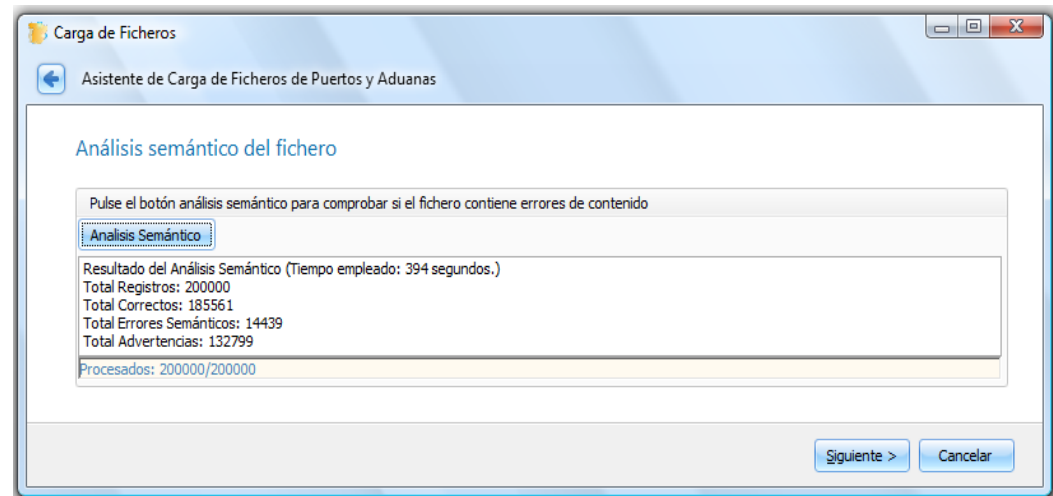 Carga de Ficheros
Asistente de Carga de Ficheros de Puertos y Aduanas
Análisis semántico del fichero
Pulse el botón análisis semántico para comprobar si el fichero contiene errores de contenido
Analisis Semántico
Resultado del Análisis Semántico (Tiempo empleado: 394 segundos.)
Total Registros: 200000
Total Correctos: 185561
Total Errores Semánticos: 14439
Total Advertencias: 132799
Procesados: 200000/200000
Siguiente > Cancelar